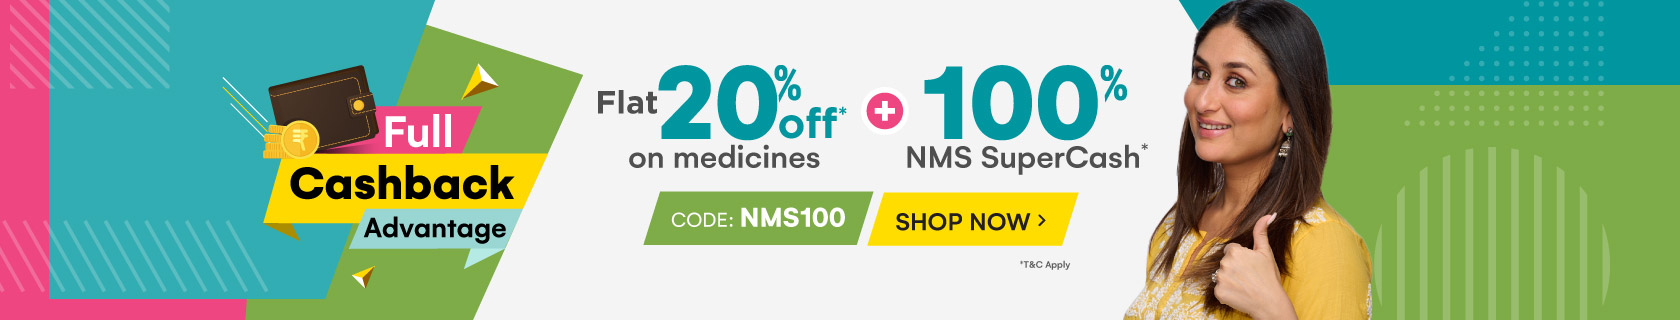 Full
Cashback
Advantage
Flat 20% off*
on medicines
+
100%
NMS SuperCash*
CODE: NMS100
SHOP NOW >
*T&C Apply